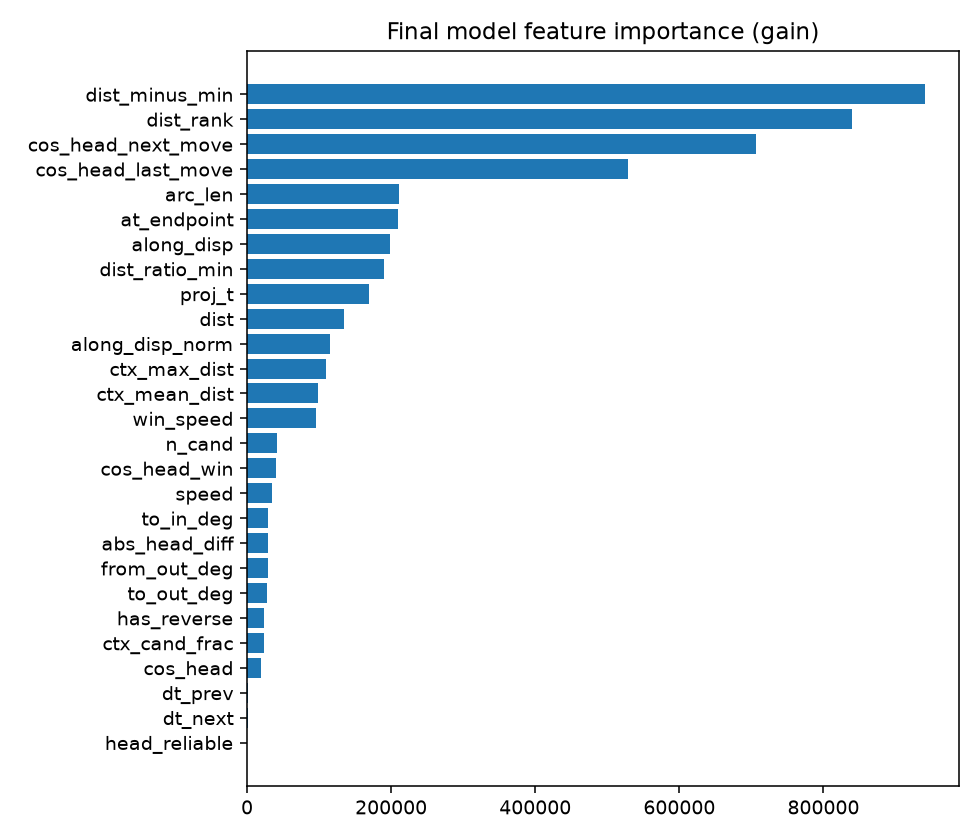 Final model feature importance (gain)
dist_minus_min
dist_rank
cos_head_next_move
cos_head_last_move
arc_len
at_endpoint
along_disp
dist_ratio_min
proj_t
dist
along_disp_norm
ctx_max_dist
ctx_mean_dist
win_speed
n_cand
cos_head_win
speed
to_in_deg
abs_head_diff
from_out_deg
to_out_deg
has_reverse
ctx_cand_frac
cos_head
dt_prev
dt_next
head_reliable
0 200000 400000 600000 800000